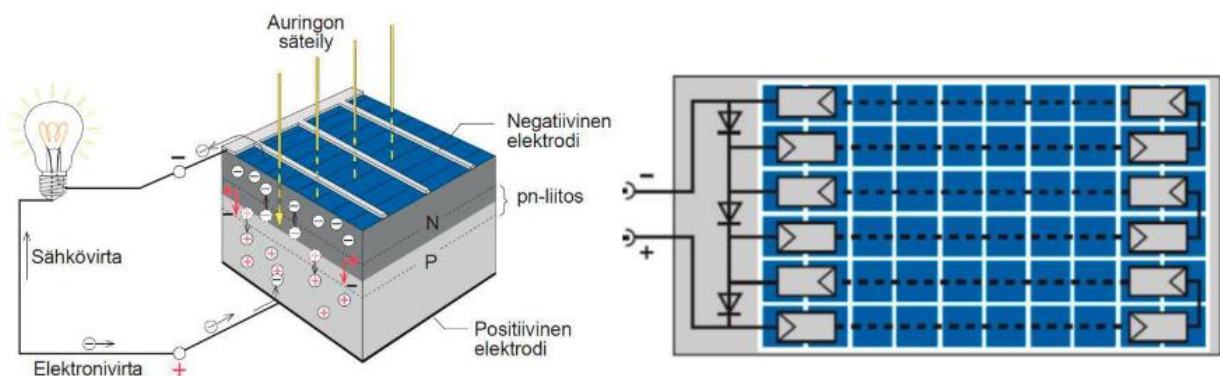 Auringon
säteily
Negatiivinen
elektrodi
−
pn-liitos
N
P
Sähkövirta
Positiivinen
elektrodi
Elektronivirta
+
−
+